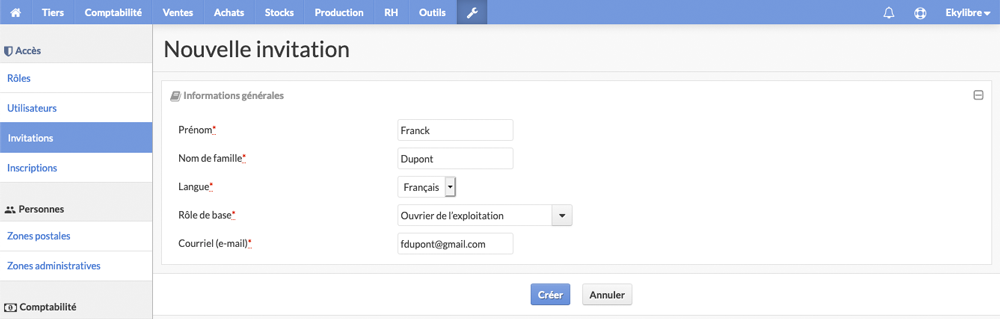 Tiers Comptabilité Ventes Achats Stocks Production RH Outils Ekylibre
Accès
Rôles
Utilisateurs
Invitations
Inscriptions
Personnes
Zones postales
Zones administratives
Comptabilité
Nouvelle invitation
Informations générales
Prénom* Franck
Nom de famille* Dupont
Langue* Français
Rôle de base* Ouvrier de l'exploitation
Courriel (e-mail)* fdupont@gmail.com
Créer Annuler